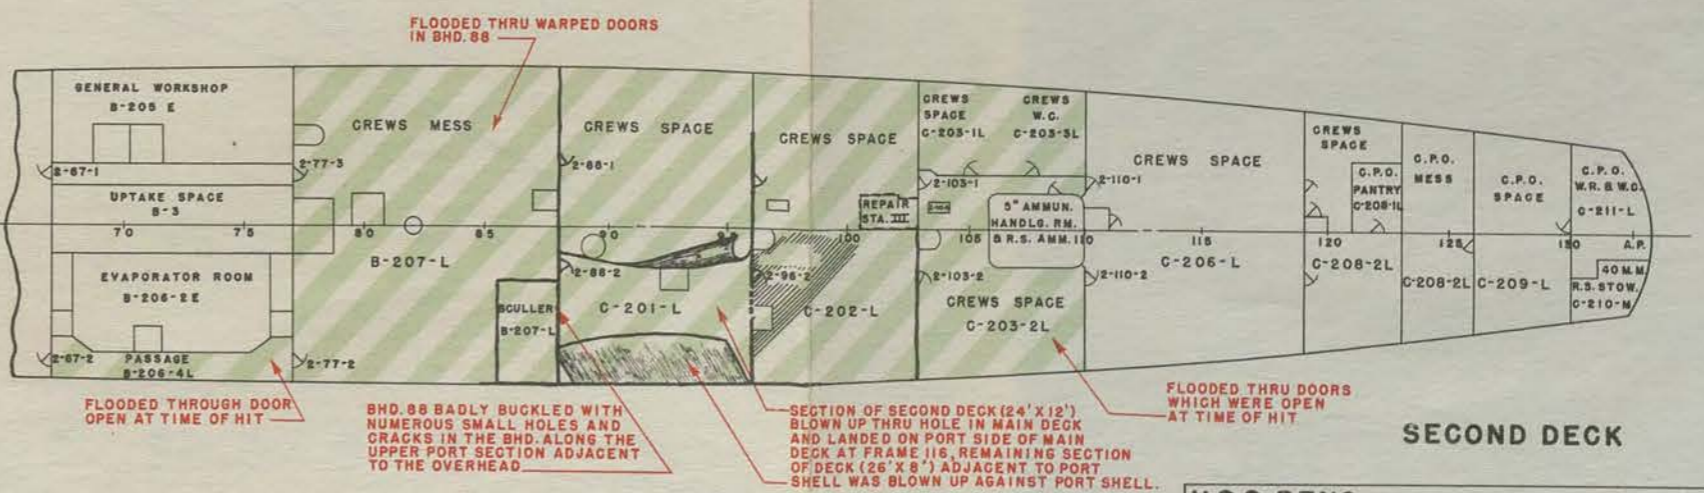 FLOODED THRU WARPED DOORS
IN BHD. 88
GENERAL WORKSHOP
B-205 E
CREWS MESS
CREWS SPACE
CREWS SPACE
CREWS
SPACE
C-203-1L
CREWS
W.C.
C-203-3L
CREWS SPACE
CREWS
SPACE
C.P.O.
PANTRY
C-208-1L
C.P.O.
MESS
C.P.O.
SPACE
C.P.O.
W.R. & W.C.
C-211-L
2-67-1
2-77-3
2-88-1
2-103-1
2-110-1
UPTAKE SPACE
B-3
REPAIR
STA. III
5" AMMUN.
HANDLG. RM.
& R.S. AMM.
70
75
80
85
90
95
100
105
110
115
120
125
130
A.P.
EVAPORATOR ROOM
B-206-2E
B-207-L
2-88-2
2-96-2
2-103-2
2-110-2
C-206-L
C-208-2L
C-208-2L
C-209-L
40 M.M.
R.S. STOW.
C-210-M
SCULLER
B-207-L
C-201-L
C-202-L
CREWS SPACE
C-203-2L
2-67-2
PASSAGE
B-206-4L
2-77-2
FLOODED THROUGH DOOR
OPEN AT TIME OF HIT
BHD. 88 BADLY BUCKLED WITH
NUMEROUS SMALL HOLES AND
CRACKS IN THE BHD. ALONG THE
UPPER PORT SECTION ADJACENT
TO THE OVERHEAD
SECTION OF SECOND DECK (24' X 12')
BLOWN UP THRU HOLE IN MAIN DECK
AND LANDED ON PORT SIDE OF MAIN
DECK AT FRAME 116, REMAINING SECTION
OF DECK (26' X 8') ADJACENT TO PORT
SHELL WAS BLOWN UP AGAINST PORT SHELL.
FLOODED THRU DOORS
WHICH WERE OPEN
AT TIME OF HIT
SECOND DECK